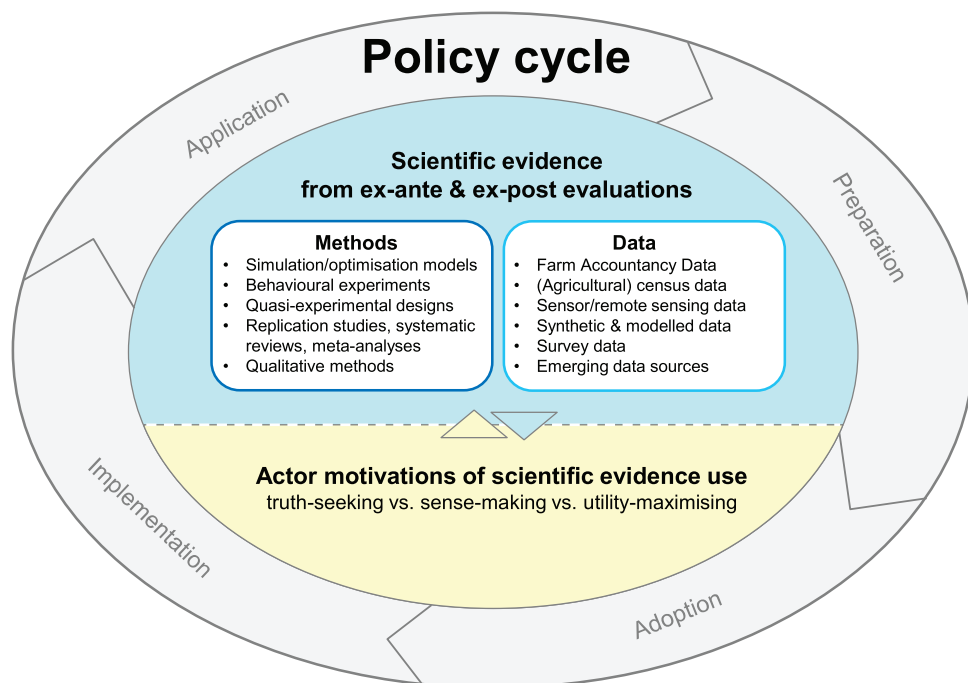 Policy cycle
Application
Preparation
Scientific evidence
from ex-ante & ex-post evaluations
Methods
• Simulation/optimisation models
• Behavioural experiments
• Quasi-experimental designs
• Replication studies, systematic
reviews, meta-analyses
• Qualitative methods
Data
• Farm Accountancy Data
• (Agricultural) census data
• Sensor/remote sensing data
• Synthetic & modelled data
• Survey data
• Emerging data sources
Actor motivations of scientific evidence use
truth-seeking vs. sense-making vs. utility-maximising
Implementation
Adoption